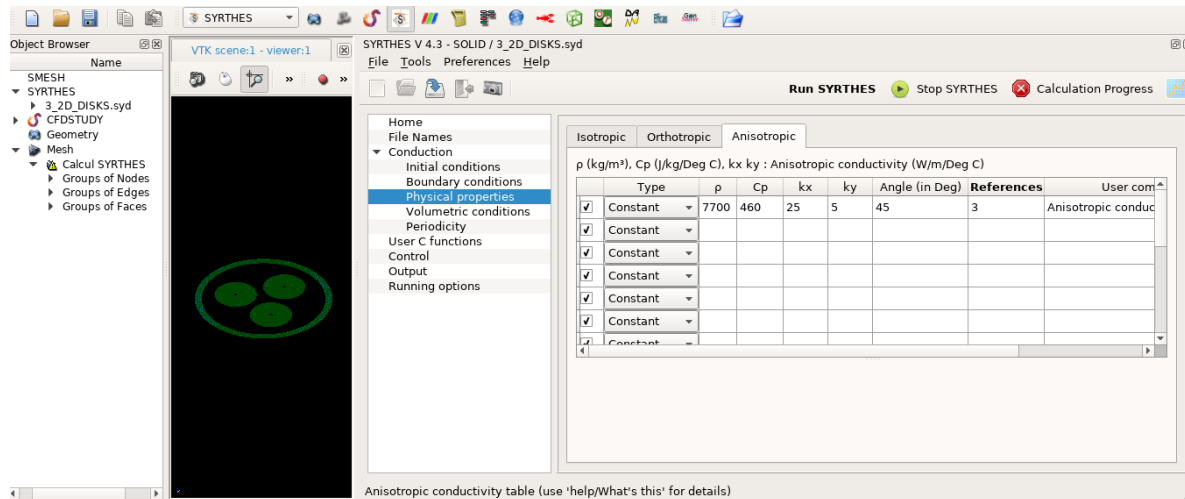 SYRTHES
Object Browser
Name
SMESH
SYRTHES
3_2D_DISKS.syd
CFDSTUDY
Geometry
Mesh
Calcul SYRTHES
Groups of Nodes
Groups of Edges
Groups of Faces
VTK scene:1 - viewer:1
»
»
SYRTHES V 4.3 - SOLID / 3_2D_DISKS.syd
File Tools Preferences Help
Run SYRTHES Stop SYRTHES Calculation Progress
Home
File Names
Conduction
Initial conditions
Boundary conditions
Physical properties
Volumetric conditions
Periodicity
User C functions
Control
Output
Running options
Isotropic Orthotropic Anisotropic
ρ (kg/m³), Cp (J/kg/Deg C), kx ky : Anisotropic conductivity (W/m/Deg C)
Type ρ Cp kx ky Angle (in Deg) References User com
Constant 7700 460 25 5 45 3 Anisotropic conduc
Constant
Constant
Constant
Constant
Constant
Constant
Anisotropic conductivity table (use 'help/What's this' for details)